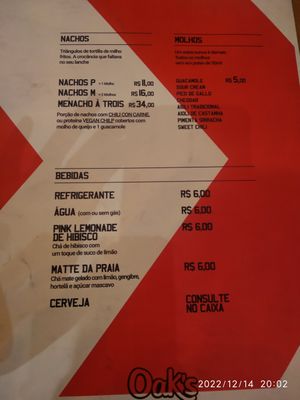 NACHOS
Triângulos de tortilla de milho
fritos. A crocância que faltava
no seu lanche
NACHOS P + 1 Molho R$ 11,00
NACHOS M + 2 Molhos R$ 16,00
MENACHO À TROIS R$ 34,00
Porção de nachos com CHILI CON CARNE
ou proteína VEGAN CHILI* cobertos com
molho de queijo e 1 guacamole
MOLHOS
GUACAMOLE R$ 5,00
SOUR CREAM
PICO DE GALLO
CHEDDAR
AIOLI TRADICIONAL
AIOLI DE CASTANHA
PIMENTA SRIRACHA
SWEET CHILI
BEBIDAS
REFRIGERANTE R$ 6,00
ÁGUA (com ou sem gás) R$ 6,00
PINK LEMONADE R$ 6,00
DE HIBISCO
Chá de hibisco com
um toque de suco de limão
MATTE DA PRAIA R$ 6,00
Chá mate gelado com limão, gengibre,
hortelã e açúcar mascavo
CERVEJA CONSULTE
NO CAIXA
Oak's
2022/12/14 20:02